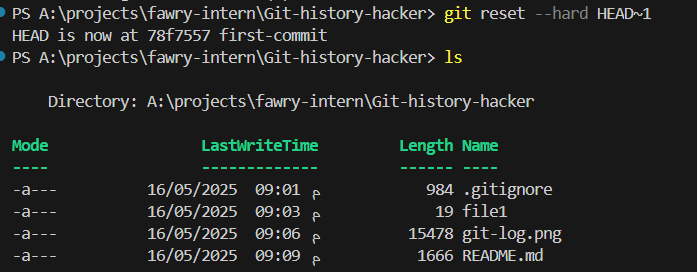 PS A:\projects\fawry-intern\Git-history-hacker> git reset --hard HEAD~1
HEAD is now at 78f7557 first-commit
PS A:\projects\fawry-intern\Git-history-hacker> ls
Directory: A:\projects\fawry-intern\Git-history-hacker
Mode                 LastWriteTime         Length Name
----                 -------------         ------ ----
-a---          16/05/2025  09:01 م            984 .gitignore
-a---          16/05/2025  09:03 م             19 file1
-a---          16/05/2025  09:06 م          15478 git-log.png
-a---          16/05/2025  09:09 م           1666 README.md